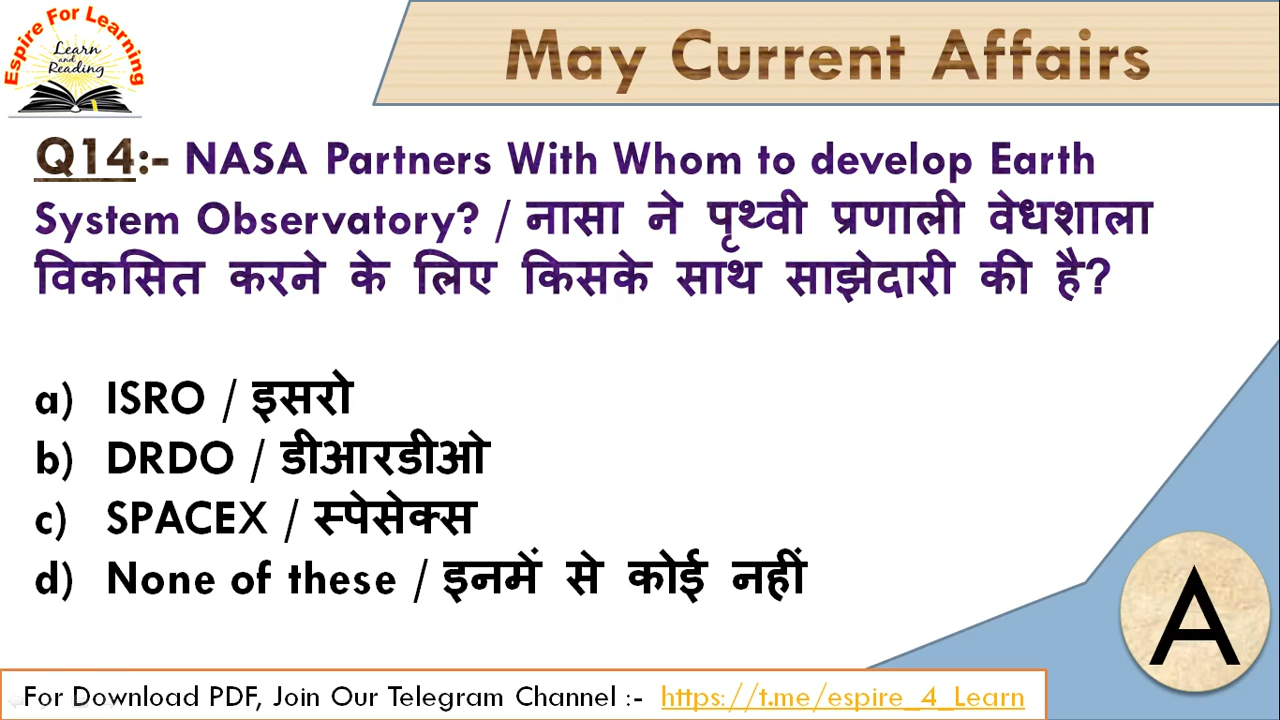 Espire For Learning
Learn
and
Reading
May Current Affairs
Q14:- NASA Partners With Whom to develop Earth
System Observatory? / नासा ने पृथ्वी प्रणाली वेधशाला
विकसित करने के लिए किसके साथ साझेदारी की है?
a) ISRO / इसरो
b) DRDO / डीआरडीओ
c) SPACEX / स्पेसेक्स
d) None of these / इनमें से कोई नहीं
A
For Download PDF, Join Our Telegram Channel :- https://t.me/espire_4_Learn